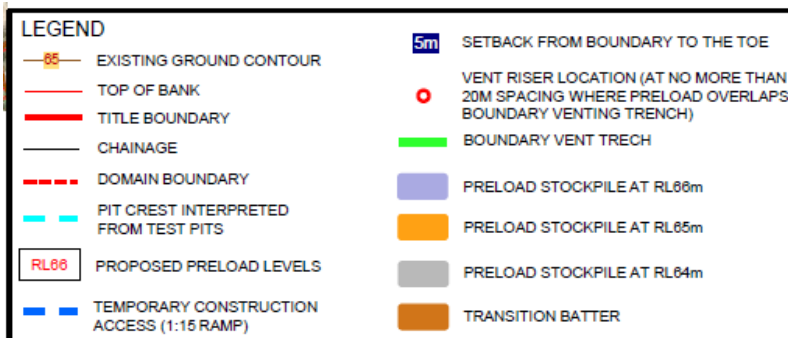 LEGEND
65 EXISTING GROUND CONTOUR
TOP OF BANK
TITLE BOUNDARY
CHAINAGE
DOMAIN BOUNDARY
PIT CREST INTERPRETED
FROM TEST PITS
RL66 PROPOSED PRELOAD LEVELS
TEMPORARY CONSTRUCTION
ACCESS (1:15 RAMP)
5m SETBACK FROM BOUNDARY TO THE TOE
VENT RISER LOCATION (AT NO MORE THAN
20M SPACING WHERE PRELOAD OVERLAPS
BOUNDARY VENTING TRENCH)
BOUNDARY VENT TRECH
PRELOAD STOCKPILE AT RL66m
PRELOAD STOCKPILE AT RL65m
PRELOAD STOCKPILE AT RL64m
TRANSITION BATTER